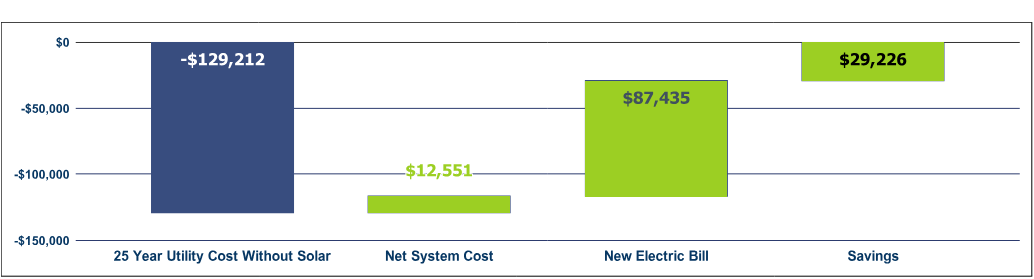 $0
-$129,212
$29,226
$87,435
-$50,000
$12,551
-$100,000
-$150,000
25 Year Utility Cost Without Solar
Net System Cost
New Electric Bill
Savings